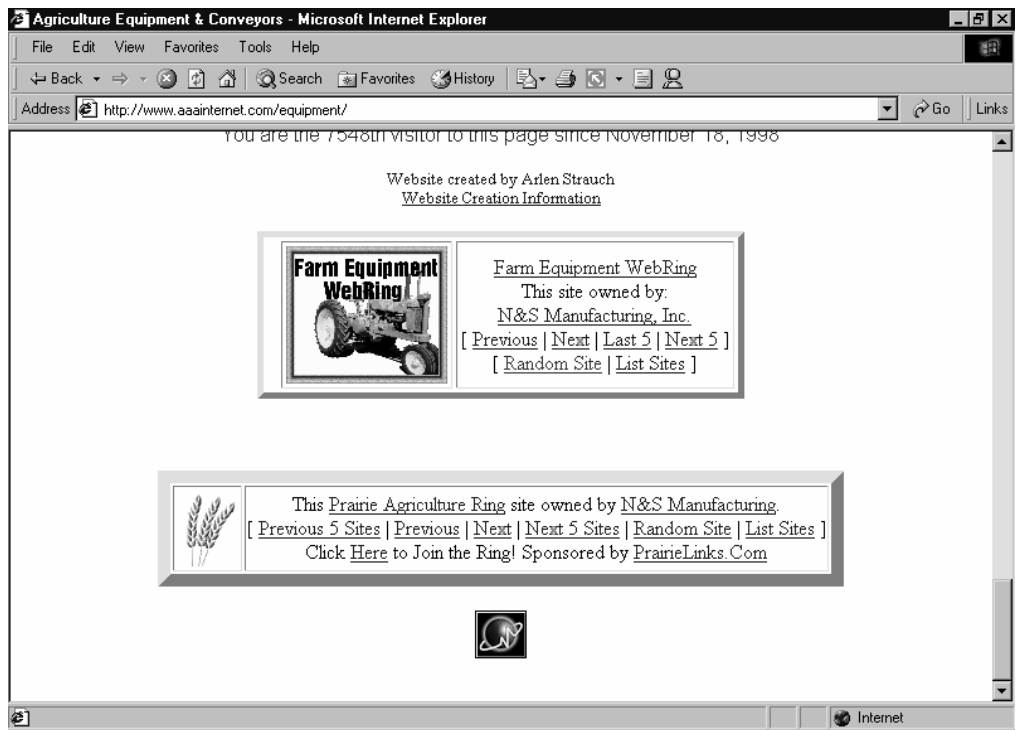 Agriculture Equipment & Conveyors - Microsoft Internet Explorer
File Edit View Favorites Tools Help
Back Search Favorites History
Address http://www.aaainternet.com/equipment/ Go Links
You are the 7548th visitor to this page since November 18, 1998
Website created by Arlen Strauch
Website Creation Information
Farm Equipment
WebRing
Farm Equipment WebRing
This site owned by:
N&S Manufacturing, Inc.
[ Previous | Next | Last 5 | Next 5 ]
[ Random Site | List Sites ]
This Prairie Agriculture Ring site owned by N&S Manufacturing.
[ Previous 5 Sites | Previous | Next | Next 5 Sites | Random Site | List Sites ]
Click Here to Join the Ring! Sponsored by PrairieLinks.Com
Internet